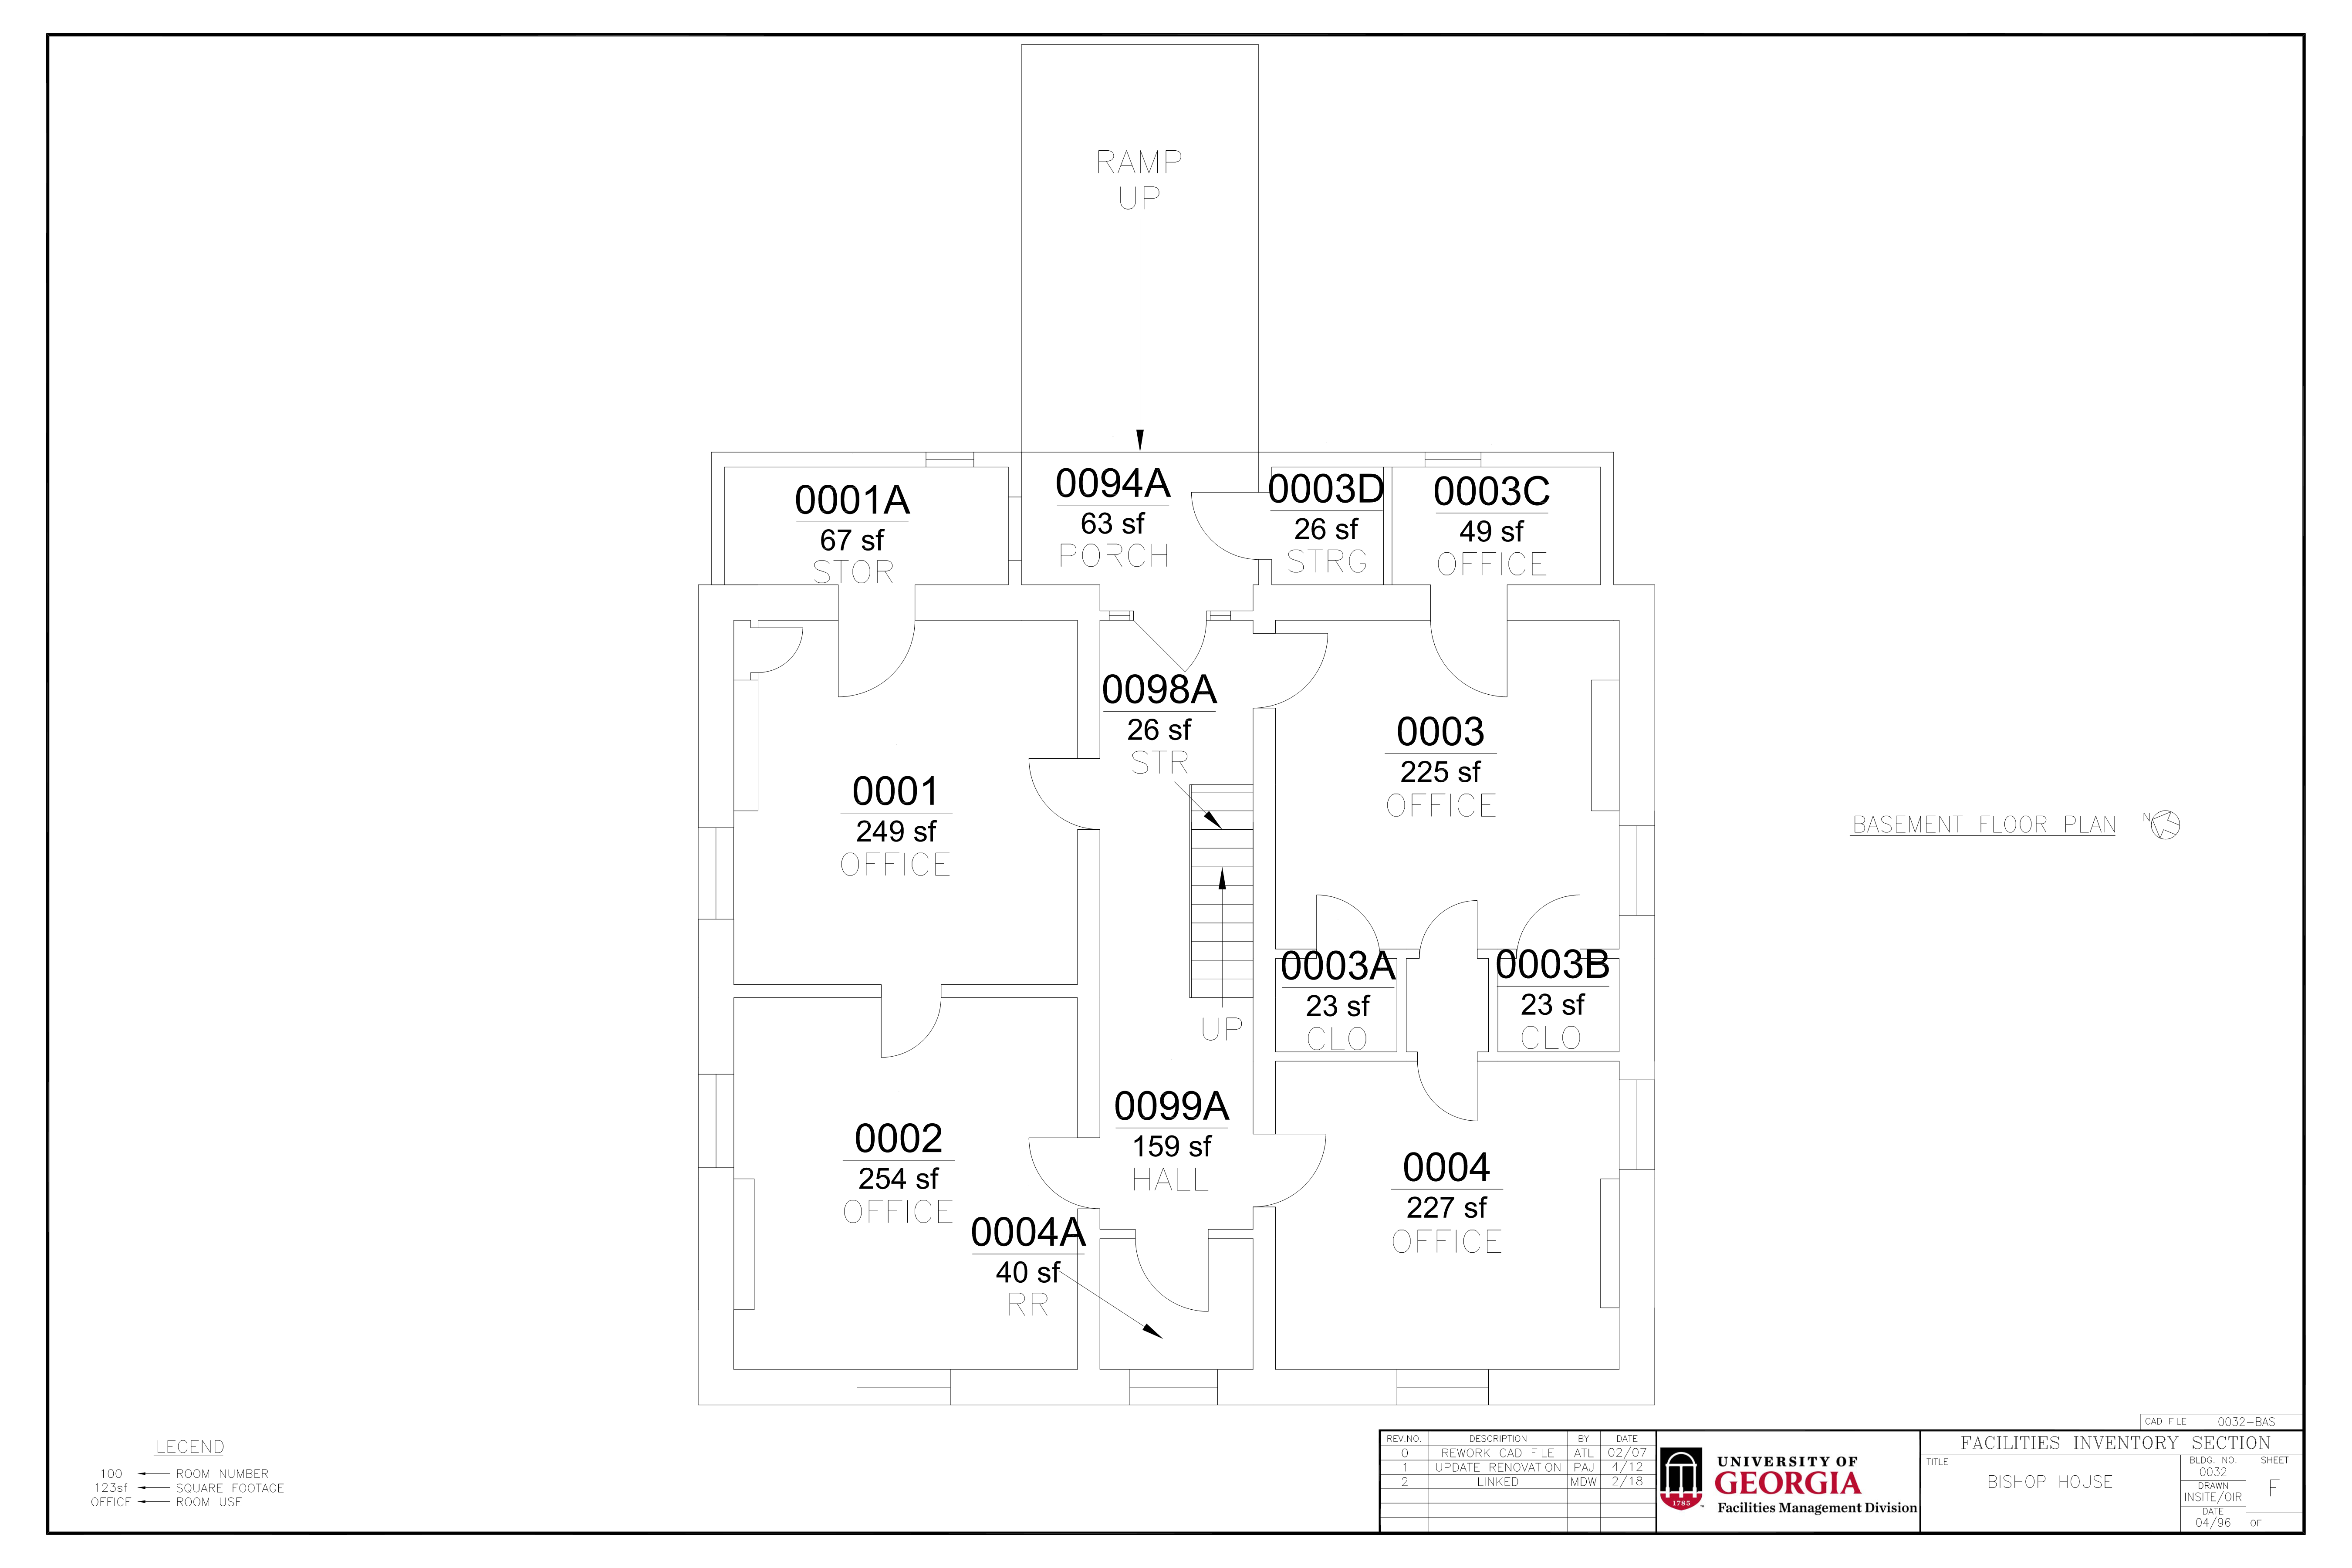 RAMP
UP
0001A
67 sf
STOR
0094A
63 sf
PORCH
0003D
26 sf
STRG
0003C
49 sf
OFFICE
0098A
26 sf
STR
0001
249 sf
OFFICE
0003
225 sf
OFFICE
BASEMENT FLOOR PLAN N
0003A
23 sf
CLO
0003B
23 sf
CLO
UP
0099A
159 sf
HALL
0002
254 sf
OFFICE
0004
227 sf
OFFICE
0004A
40 sf
RR
LEGEND
100 ROOM NUMBER
123sf SQUARE FOOTAGE
OFFICE ROOM USE
CAD FILE 0032-BAS
REV.NO. DESCRIPTION BY DATE
0 REWORK CAD FILE ATL 02/07
1 UPDATE RENOVATION PAJ 4/12
2 LINKED MDW 2/18
1785
UNIVERSITY OF
GEORGIA
Facilities Management Division
FACILITIES INVENTORY SECTION
TITLE
BISHOP HOUSE
BLDG. NO.
0032
DRAWN
INSITE/OIR
DATE
04/96
SHEET
F
OF